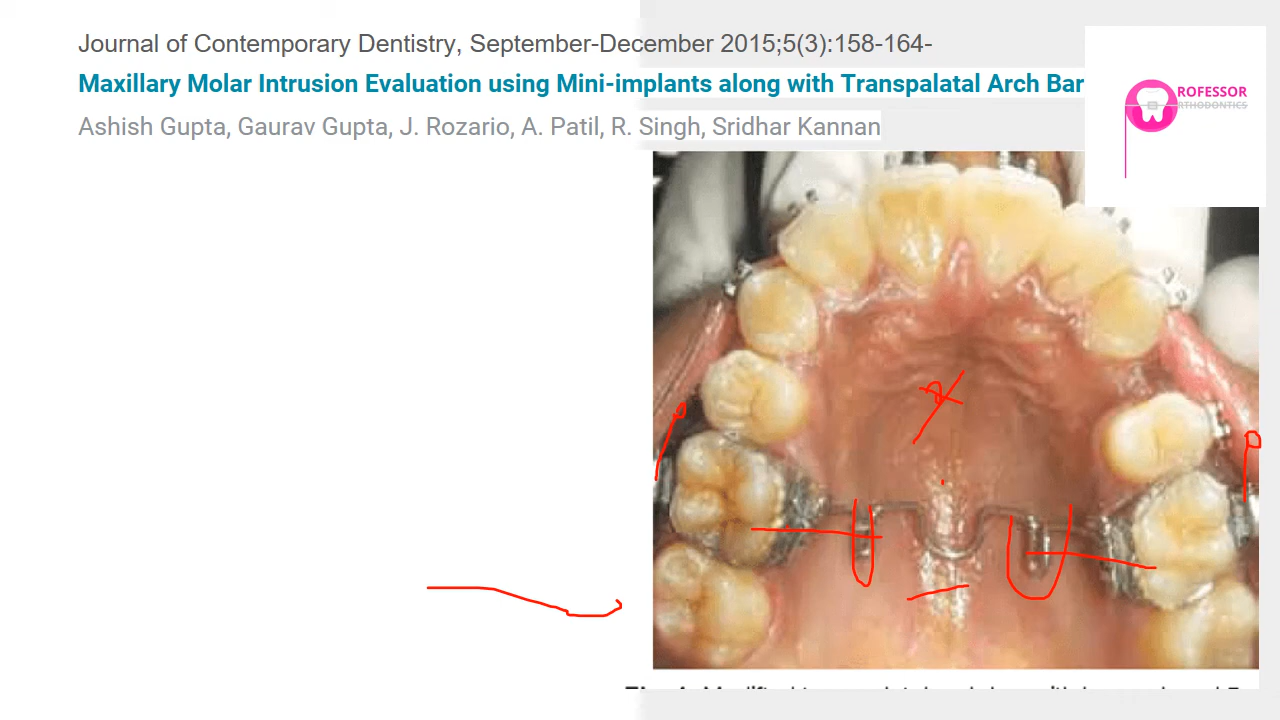 Journal of Contemporary Dentistry, September-December 2015;5(3):158-164-
Maxillary Molar Intrusion Evaluation using Mini-implants along with Transpalatal Arch Bar
Ashish Gupta, Gaurav Gupta, J. Rozario, A. Patil, R. Singh, Sridhar Kannan
ROFESSOR
RTHODONTICS